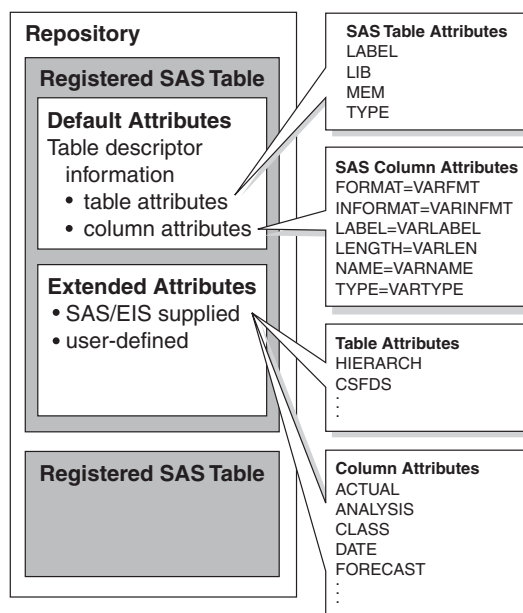 Repository
Registered SAS Table
Default Attributes
Table descriptor
information
• table attributes
• column attributes
Extended Attributes
• SAS/EIS supplied
• user-defined
Registered SAS Table
SAS Table Attributes
LABEL
LIB
MEM
TYPE
SAS Column Attributes
FORMAT=VARFMT
INFORMAT=VARINFMT
LABEL=VARLABEL
LENGTH=VARLEN
NAME=VARNAME
TYPE=VARTYPE
Table Attributes
HIERARCH
CSFDS
.
.
.
Column Attributes
ACTUAL
ANALYSIS
CLASS
DATE
FORECAST
.
.
.